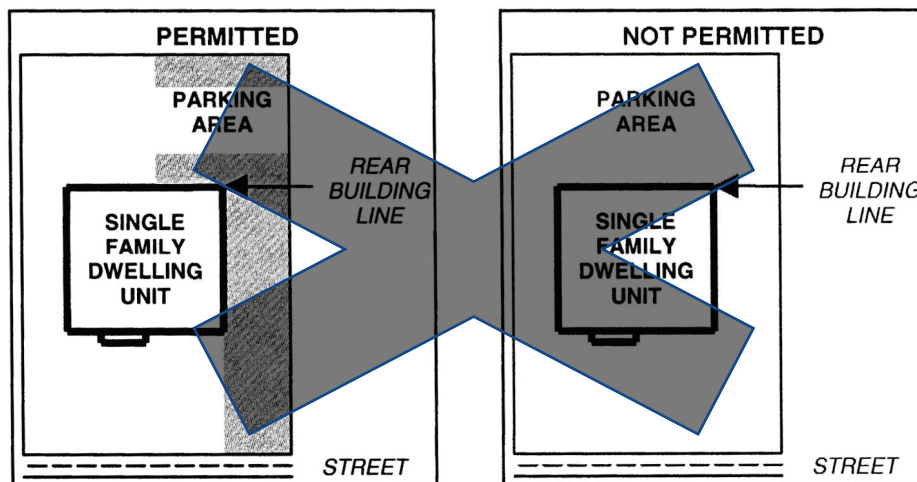 PERMITTED
PARKING
AREA
REAR
BUILDING
LINE
SINGLE
FAMILY
DWELLING
UNIT
STREET
NOT PERMITTED
PARKING
AREA
REAR
BUILDING
LINE
SINGLE
FAMILY
DWELLING
UNIT
STREET